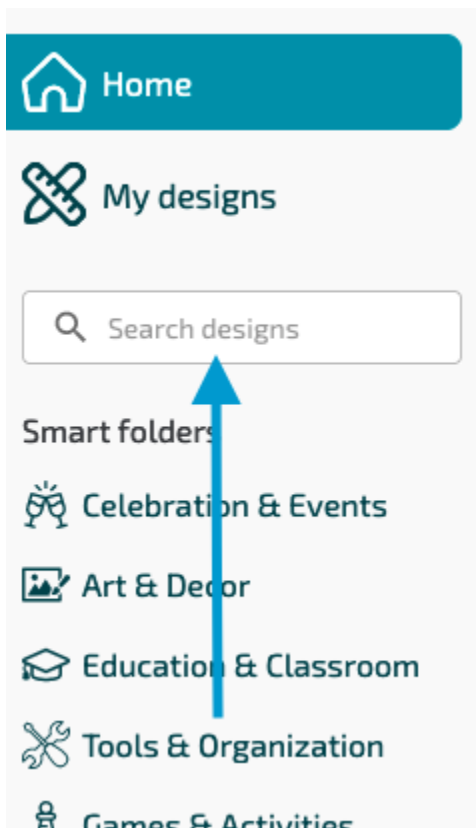 Home
My designs
Search designs
Smart folders
Celebration & Events
Art & Decor
Education & Classroom
Tools & Organization
Games & Activities